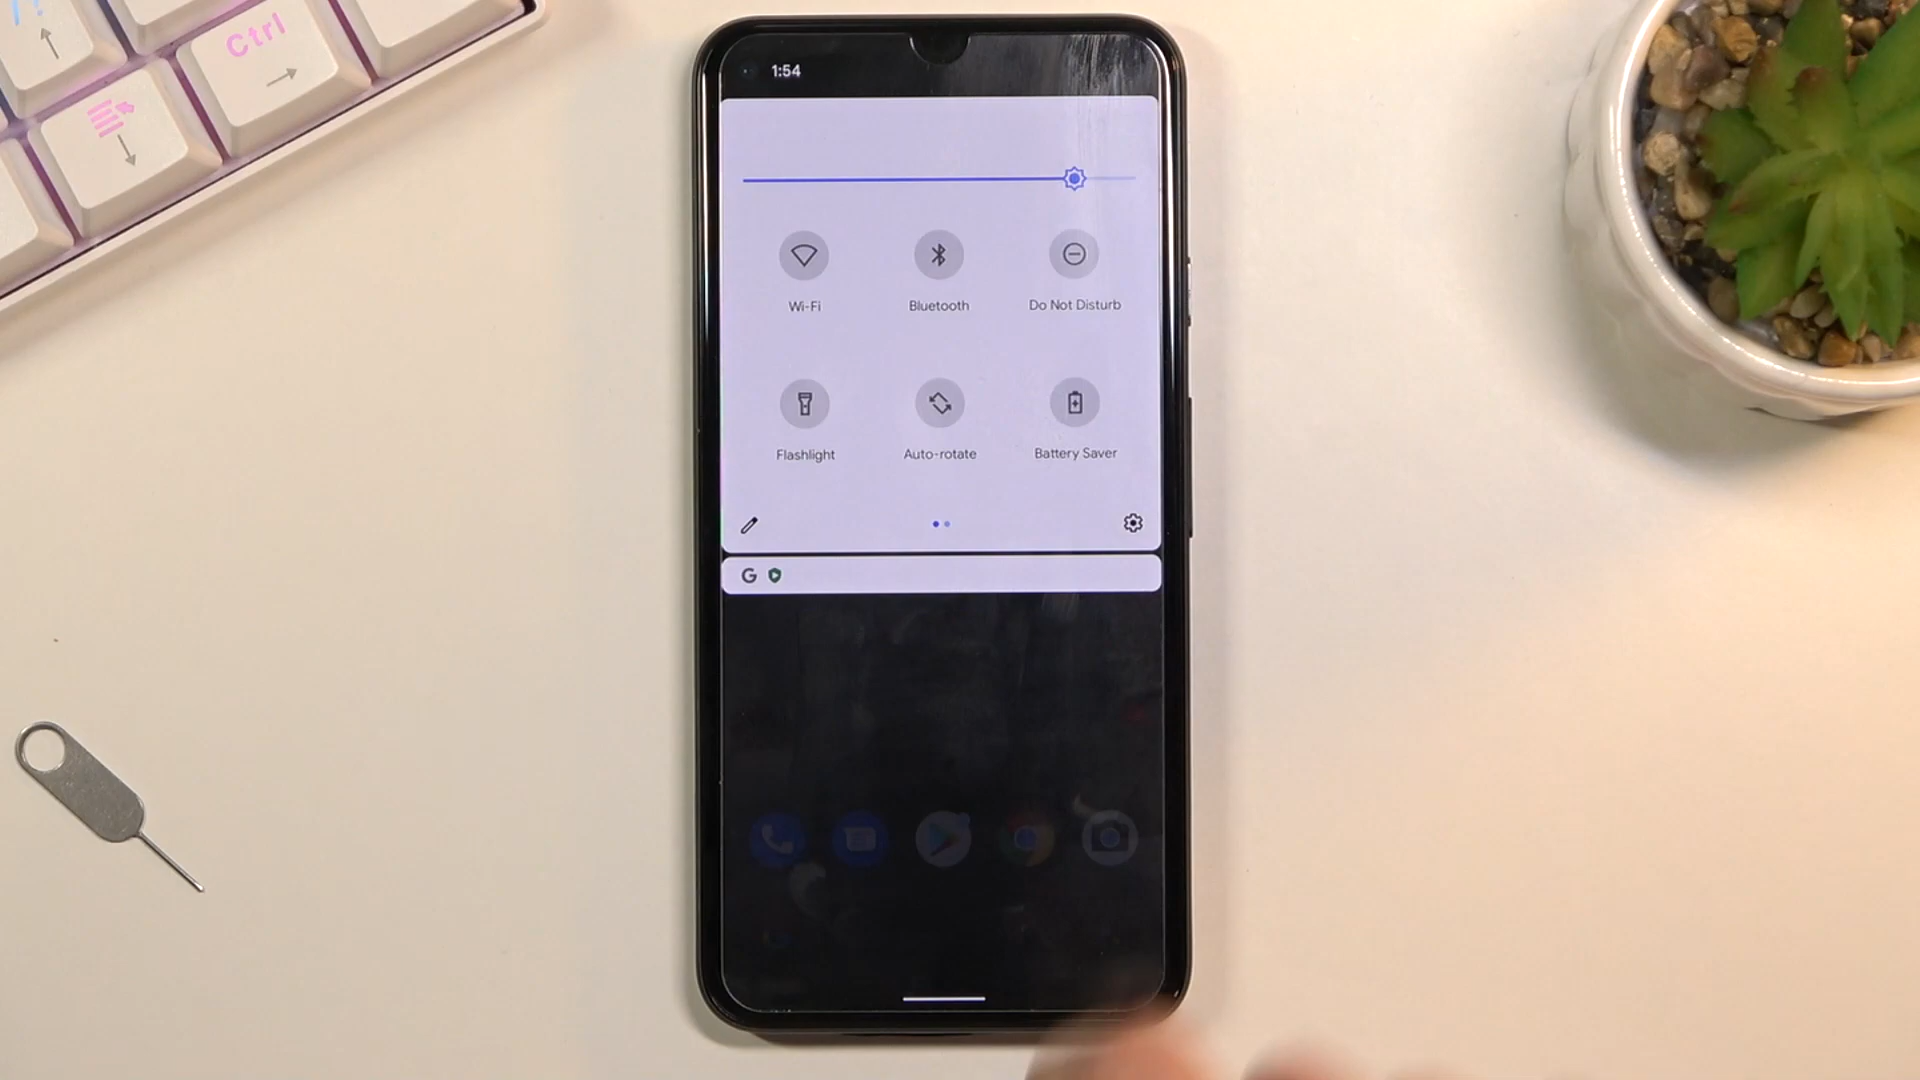 Ctrl
1:54
Wi-Fi
Bluetooth
Do Not Disturb
Flashlight
Auto-rotate
Battery Saver
G